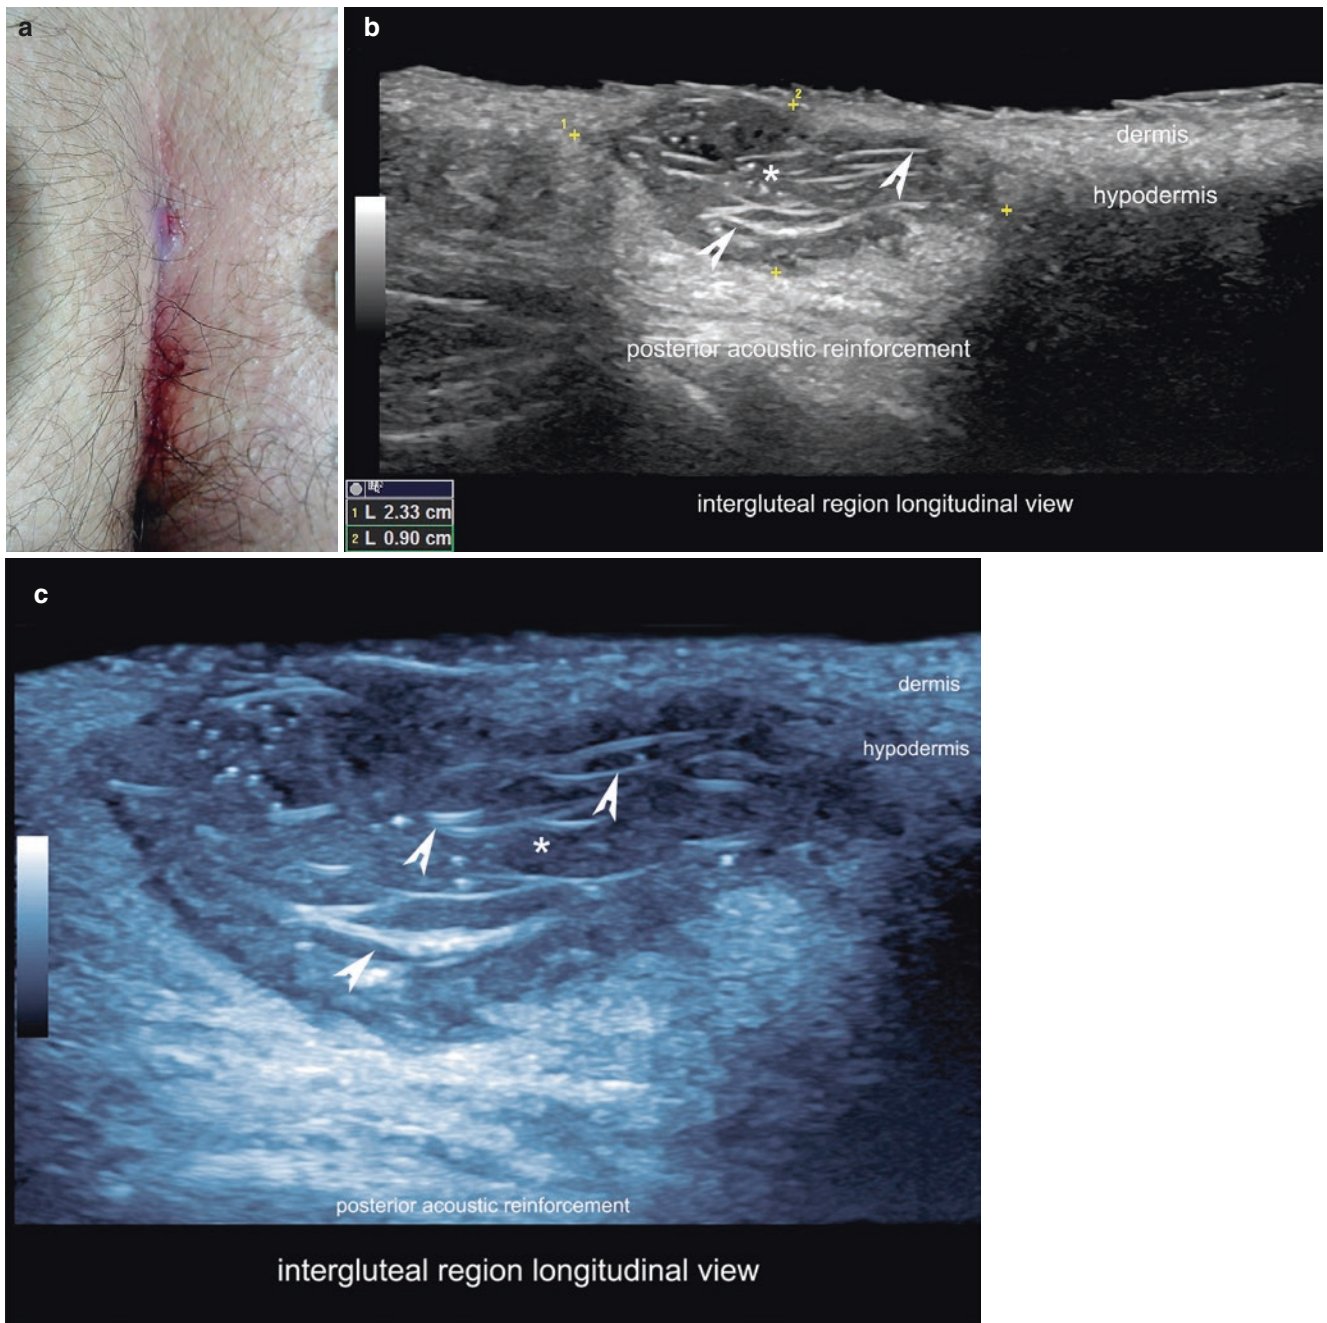 a
b
2
1
dermis
hypodermis
posterior acoustic reinforcement
1 L 2.33 cm
2 L 0.90 cm
intergluteal region longitudinal view
c
dermis
hypodermis
posterior acoustic reinforcement
intergluteal region longitudinal view